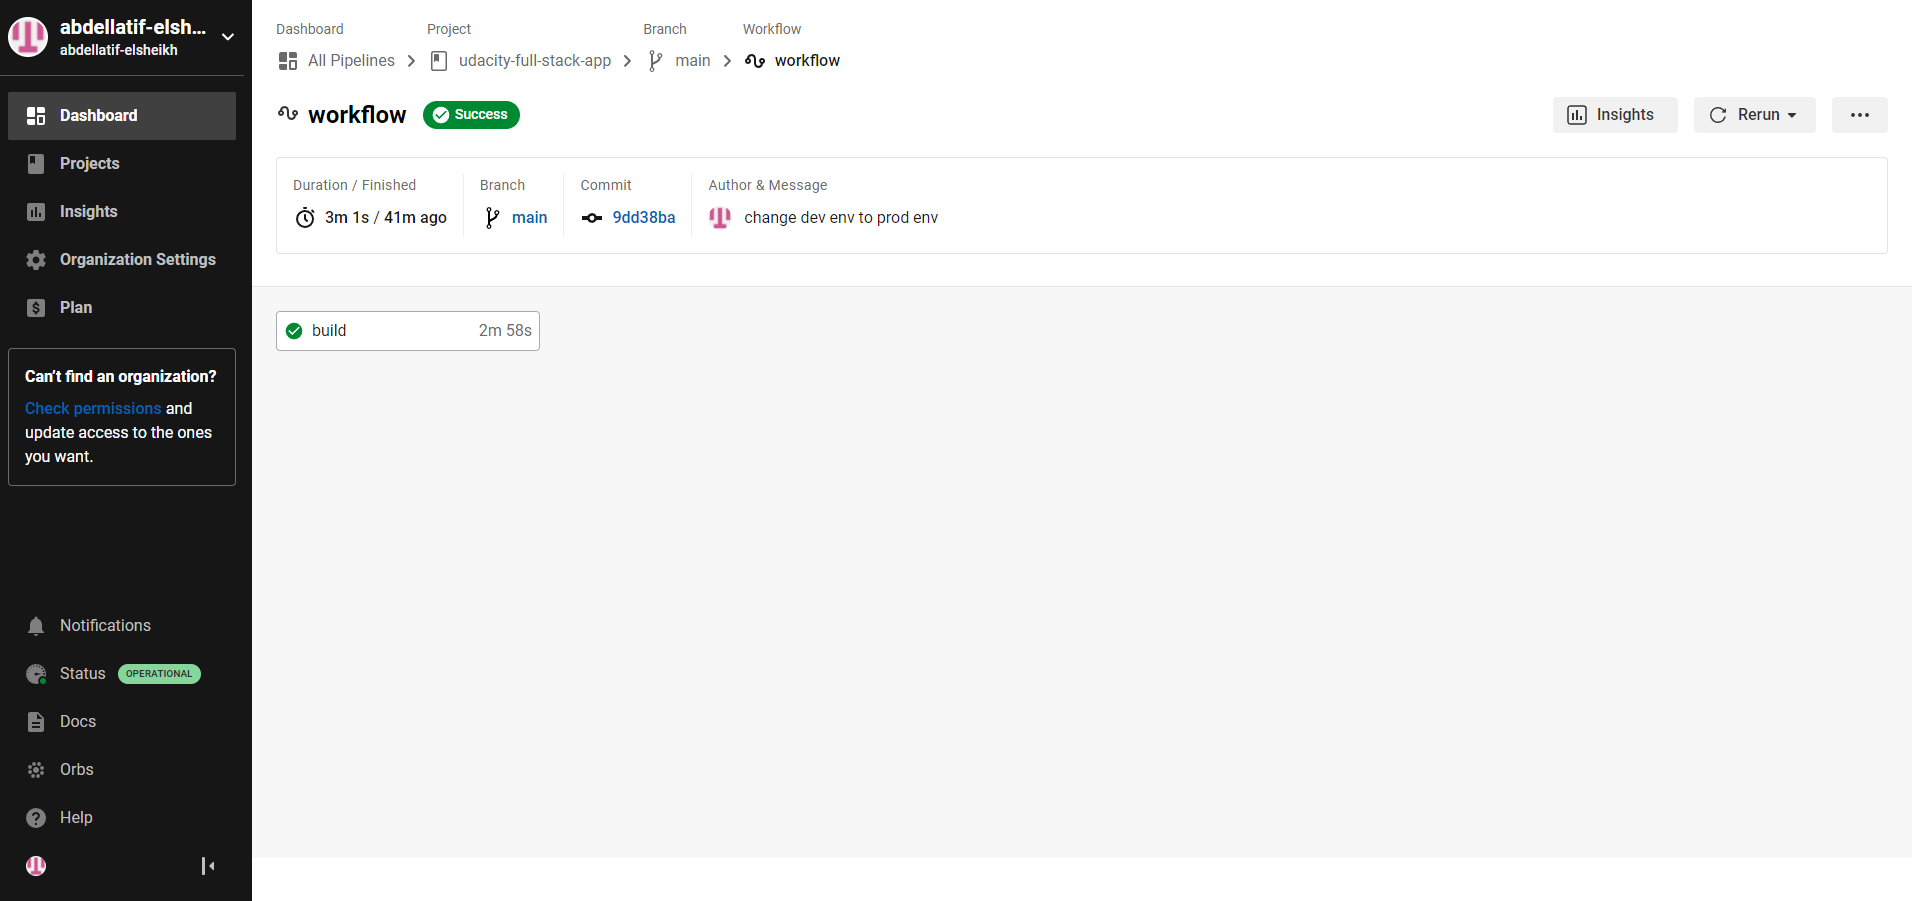 abdellatif-elsh...
abdellatif-elsheikh
Dashboard
Projects
Insights
Organization Settings
Plan
Can't find an organization?
Check permissions and
update access to the ones
you want.
Notifications
Status OPERATIONAL
Docs
Orbs
Help
Dashboard Project Branch Workflow
All Pipelines udacity-full-stack-app main workflow
workflow Success Insights Rerun
Duration / Finished Branch Commit Author & Message
3m 1s / 41m ago main 9dd38ba change dev env to prod env
build 2m 58s